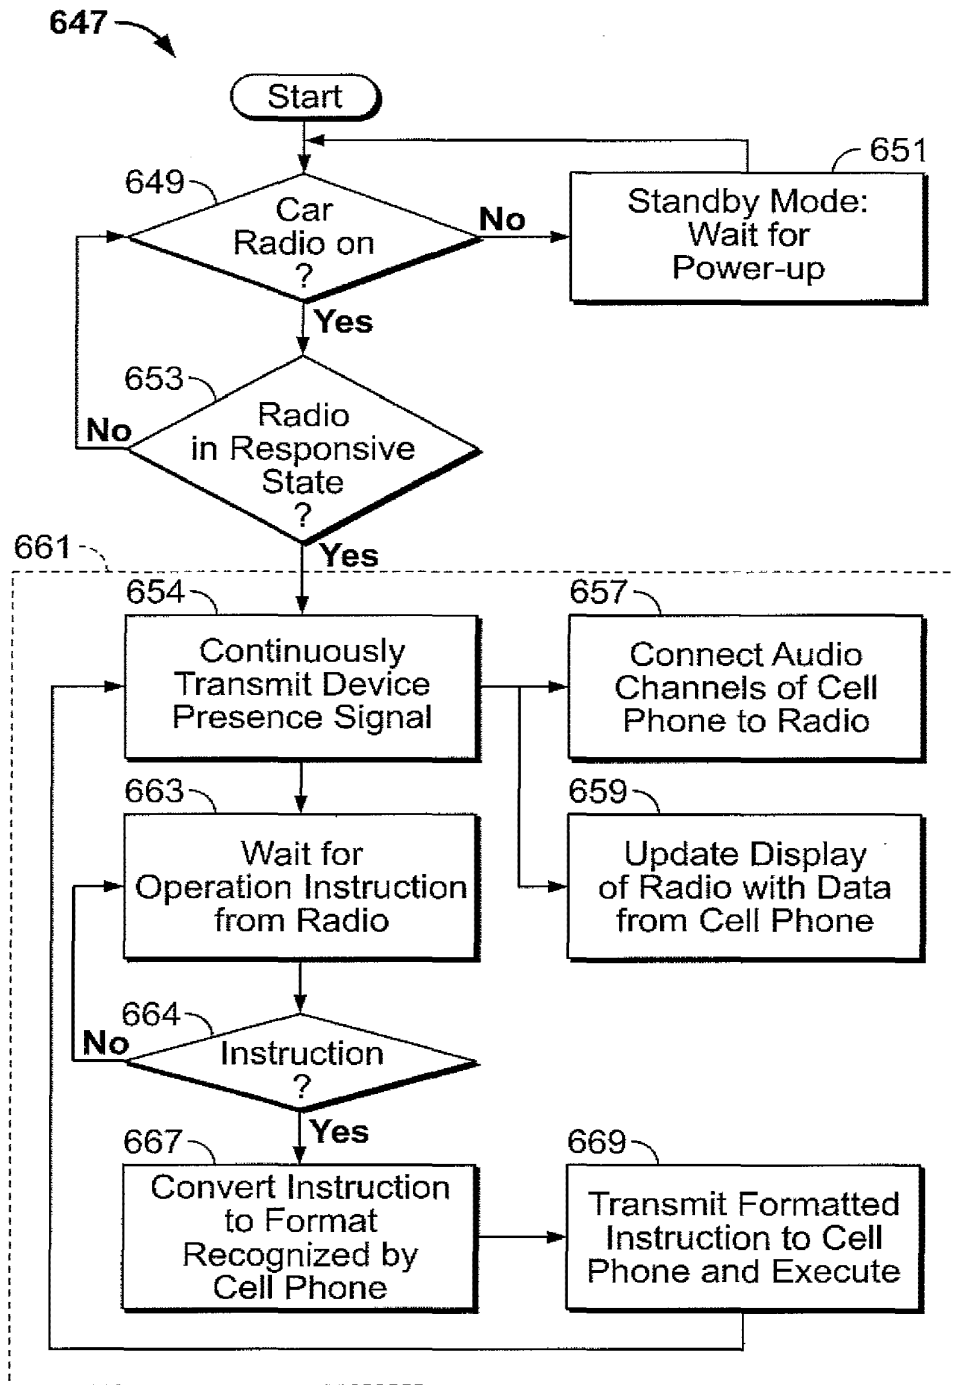 647
Start
651
649
Car
Radio on
?
No
Standby Mode:
Wait for
Power-up
Yes
653
Radio
in Responsive
State
?
No
661
Yes
654
Continuously
Transmit Device
Presence Signal
657
Connect Audio
Channels of Cell
Phone to Radio
663
Wait for
Operation Instruction
from Radio
659
Update Display
of Radio with Data
from Cell Phone
664
No
Instruction
?
Yes
667
Convert Instruction
to Format
Recognized by
Cell Phone
669
Transmit Formatted
Instruction to Cell
Phone and Execute